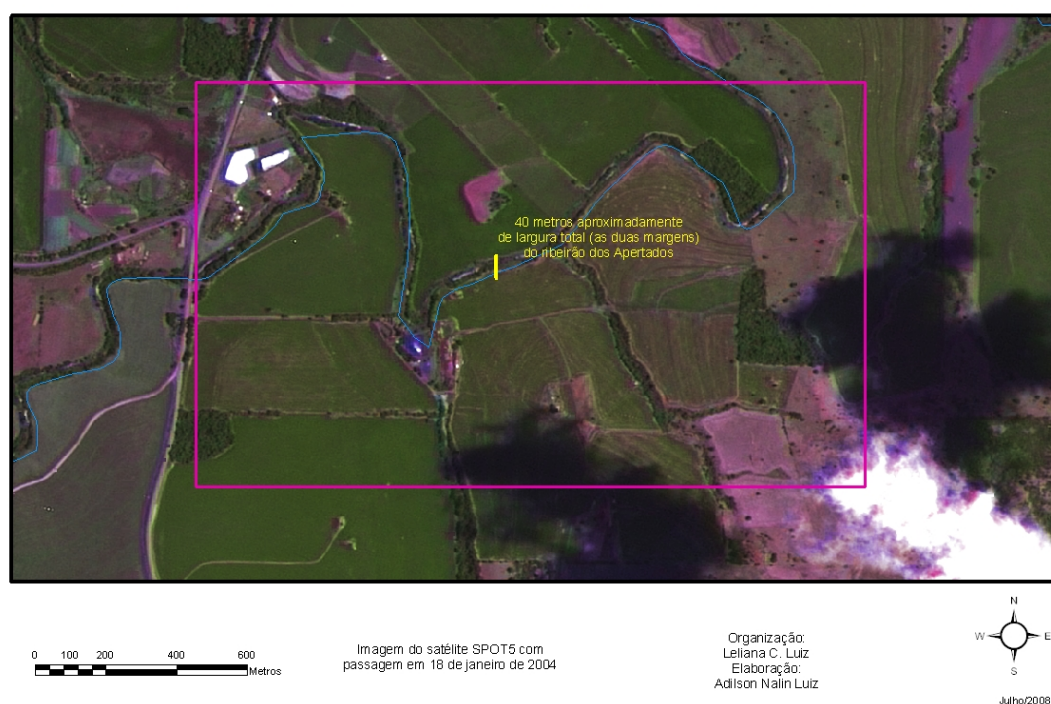 40 metros aproximadamente
de largura total (as duas margens)
do ribeirão dos Apertados
0 100 200 400 600
Metros
Imagem do satélite SPOT5 com
passagem em 18 de janeiro de 2004
Organização:
Leliana C. Luiz
Elaboração:
Adilson Nalin Luiz
N
W E
S
Julho/2008